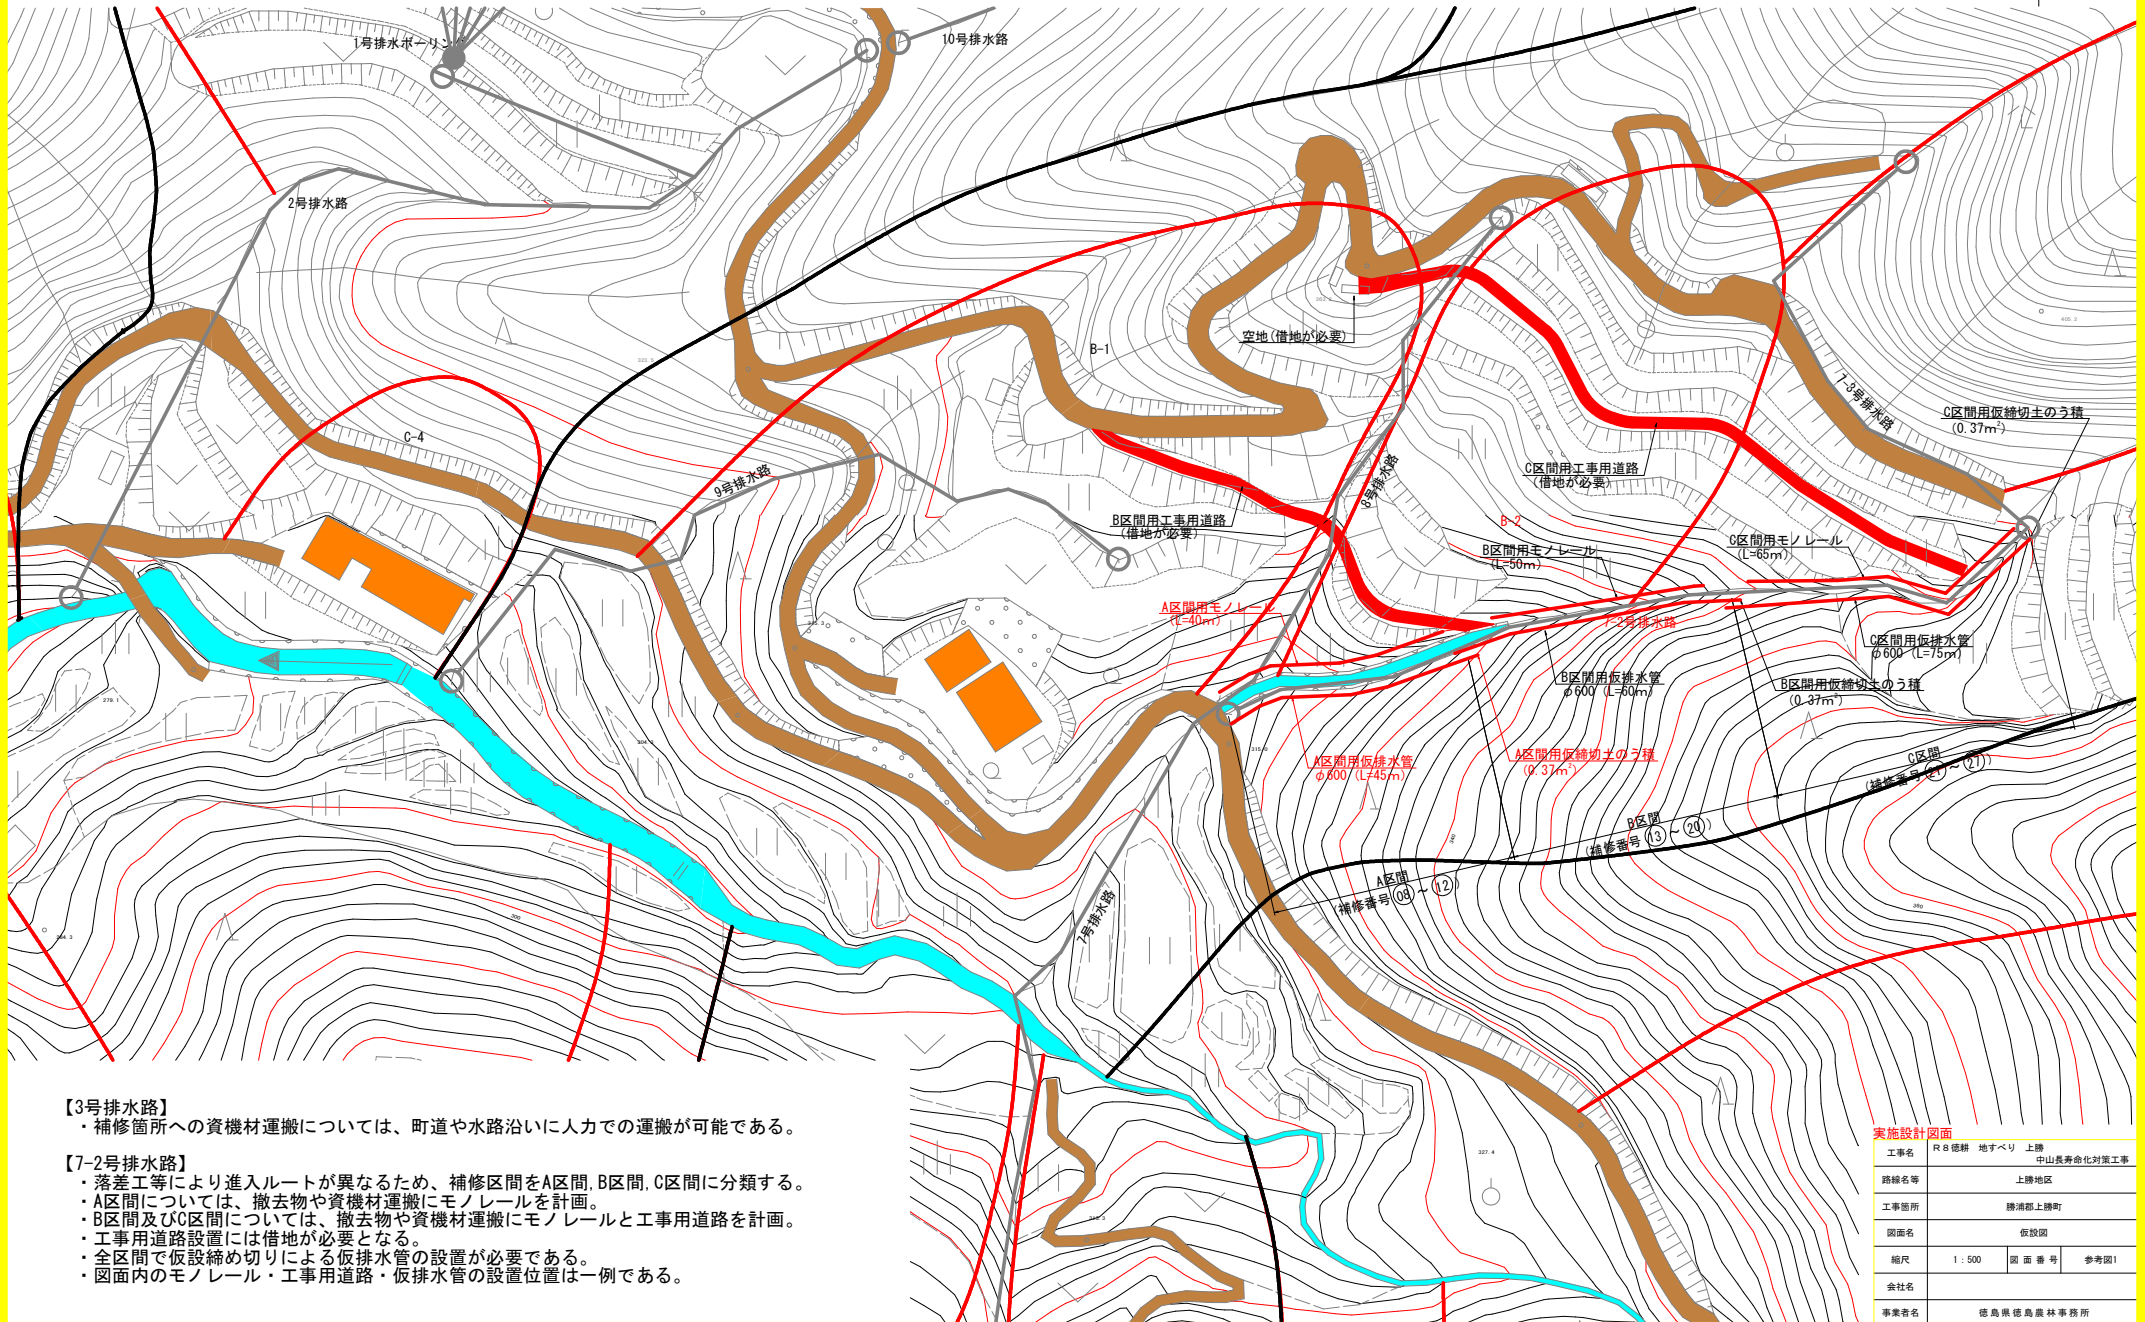 1号排水ボーリング
10号排水路
2号排水路
C-4
B-1
9号排水路
空地(借地が必要)
8号排水路
7-3号排水路
C区間用仮締切土のう積
(0.37m²)
C区間用工事用道路
(借地が必要)
B区間用工事用道路
(借地が必要)
B-2
B区間用モノレール
(L=50m)
C区間用モノレール
(L=65m)
A区間用モノレール
(L=40m)
7-2号排水路
C区間用仮排水管
φ600 (L=75m)
B区間用仮排水管
φ600 (L=60m)
B区間用仮締切土のう積
(0.37m²)
A区間用仮排水管
φ600 (L=45m)
A区間用仮締切土のう積
(0.37m²)
C区間
(補修番号㉑～㉗)
B区間
(補修番号⑬～⑳)
A区間
(補修番号08～⑫)
7号排水路
【3号排水路】
・補修箇所への資機材運搬については、町道や水路沿いに人力での運搬が可能である。
【7-2号排水路】
・落差工等により進入ルートが異なるため、補修区間をA区間,B区間,C区間に分類する。
・A区間については、撤去物や資機材運搬にモノレールを計画。
・B区間及びC区間については、撤去物や資機材運搬にモノレールと工事用道路を計画。
・工事用道路設置には借地が必要となる。
・全区間で仮設締め切りによる仮排水管の設置が必要である。
・図面内のモノレール・工事用道路・仮排水管の設置位置は一例である。
実施設計図面
工事名 R8徳耕 地すべり 上勝
中山長寿命化対策工事
路線名等 上勝地区
工事箇所 勝浦郡上勝町
図面名 仮設図
縮尺 1:500 図面番号 参考図1
会社名
事業者名 徳島県徳島農林事務所